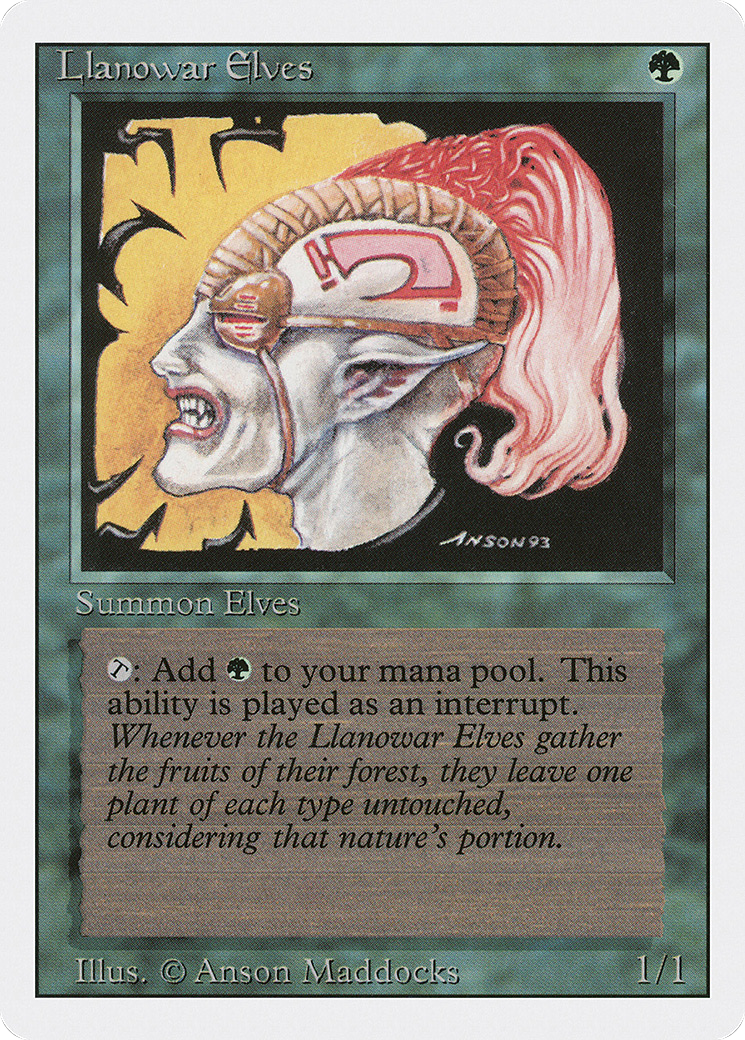 Llanowar Elves
ANSON 93
Summon Elves
T: Add to your mana pool. This
ability is played as an interrupt.
Whenever the Llanowar Elves gather
the fruits of their forest, they leave one
plant of each type untouched,
considering that nature's portion.
Illus. © Anson Maddocks
1/1